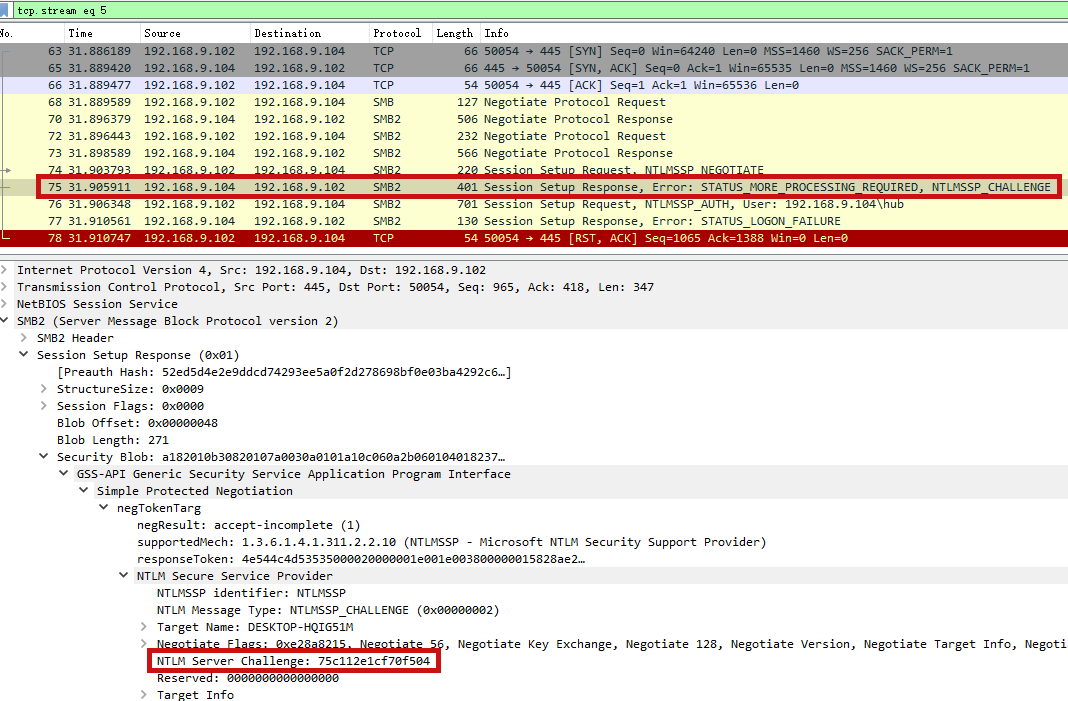 tcp.stream eq 5
No. Time Source Destination Protocol Length Info
63 31.886189 192.168.9.102 192.168.9.104 TCP 66 50054 → 445 [SYN] Seq=0 Win=64240 Len=0 MSS=1460 WS=256 SACK_PERM=1
65 31.889420 192.168.9.104 192.168.9.102 TCP 66 445 → 50054 [SYN, ACK] Seq=0 Ack=1 Win=65535 Len=0 MSS=1460 WS=256 SACK_PERM=1
66 31.889477 192.168.9.102 192.168.9.104 TCP 54 50054 → 445 [ACK] Seq=1 Ack=1 Win=65536 Len=0
68 31.889589 192.168.9.102 192.168.9.104 SMB 127 Negotiate Protocol Request
70 31.896379 192.168.9.104 192.168.9.102 SMB2 506 Negotiate Protocol Response
72 31.896443 192.168.9.102 192.168.9.104 SMB2 232 Negotiate Protocol Request
73 31.898589 192.168.9.104 192.168.9.102 SMB2 566 Negotiate Protocol Response
74 31.903793 192.168.9.102 192.168.9.104 SMB2 220 Session Setup Request, NTLMSSP_NEGOTIATE
75 31.905911 192.168.9.104 192.168.9.102 SMB2 401 Session Setup Response, Error: STATUS_MORE_PROCESSING_REQUIRED, NTLMSSP_CHALLENGE
76 31.906348 192.168.9.102 192.168.9.104 SMB2 701 Session Setup Request, NTLMSSP_AUTH, User: 192.168.9.104\hub
77 31.910561 192.168.9.104 192.168.9.102 SMB2 130 Session Setup Response, Error: STATUS_LOGON_FAILURE
78 31.910747 192.168.9.102 192.168.9.104 TCP 54 50054 → 445 [RST, ACK] Seq=1065 Ack=1388 Win=0 Len=0
Internet Protocol Version 4, Src: 192.168.9.104, Dst: 192.168.9.102
Transmission Control Protocol, Src Port: 445, Dst Port: 50054, Seq: 965, Ack: 418, Len: 347
NetBIOS Session Service
SMB2 (Server Message Block Protocol version 2)
SMB2 Header
Session Setup Response (0x01)
[Preauth Hash: 52ed5d4e2e9ddcd74293ee5a0f2d278698bf0e03ba4292c6…]
StructureSize: 0x0009
Session Flags: 0x0000
Blob Offset: 0x00000048
Blob Length: 271
Security Blob: a182010b30820107a0030a0101a10c060a2b060104018237…
GSS-API Generic Security Service Application Program Interface
Simple Protected Negotiation
negTokenTarg
negResult: accept-incomplete (1)
supportedMech: 1.3.6.1.4.1.311.2.2.10 (NTLMSSP - Microsoft NTLM Security Support Provider)
responseToken: 4e544c4d53535000020000001e001e003800000015828ae2…
NTLM Secure Service Provider
NTLMSSP identifier: NTLMSSP
NTLM Message Type: NTLMSSP_CHALLENGE (0x00000002)
Target Name: DESKTOP-HQIG51M
Negotiate Flags: 0xe28a8215, Negotiate 56, Negotiate Key Exchange, Negotiate 128, Negotiate Version, Negotiate Target Info, Negoti
NTLM Server Challenge: 75c112e1cf70f504
Reserved: 0000000000000000
Target Info